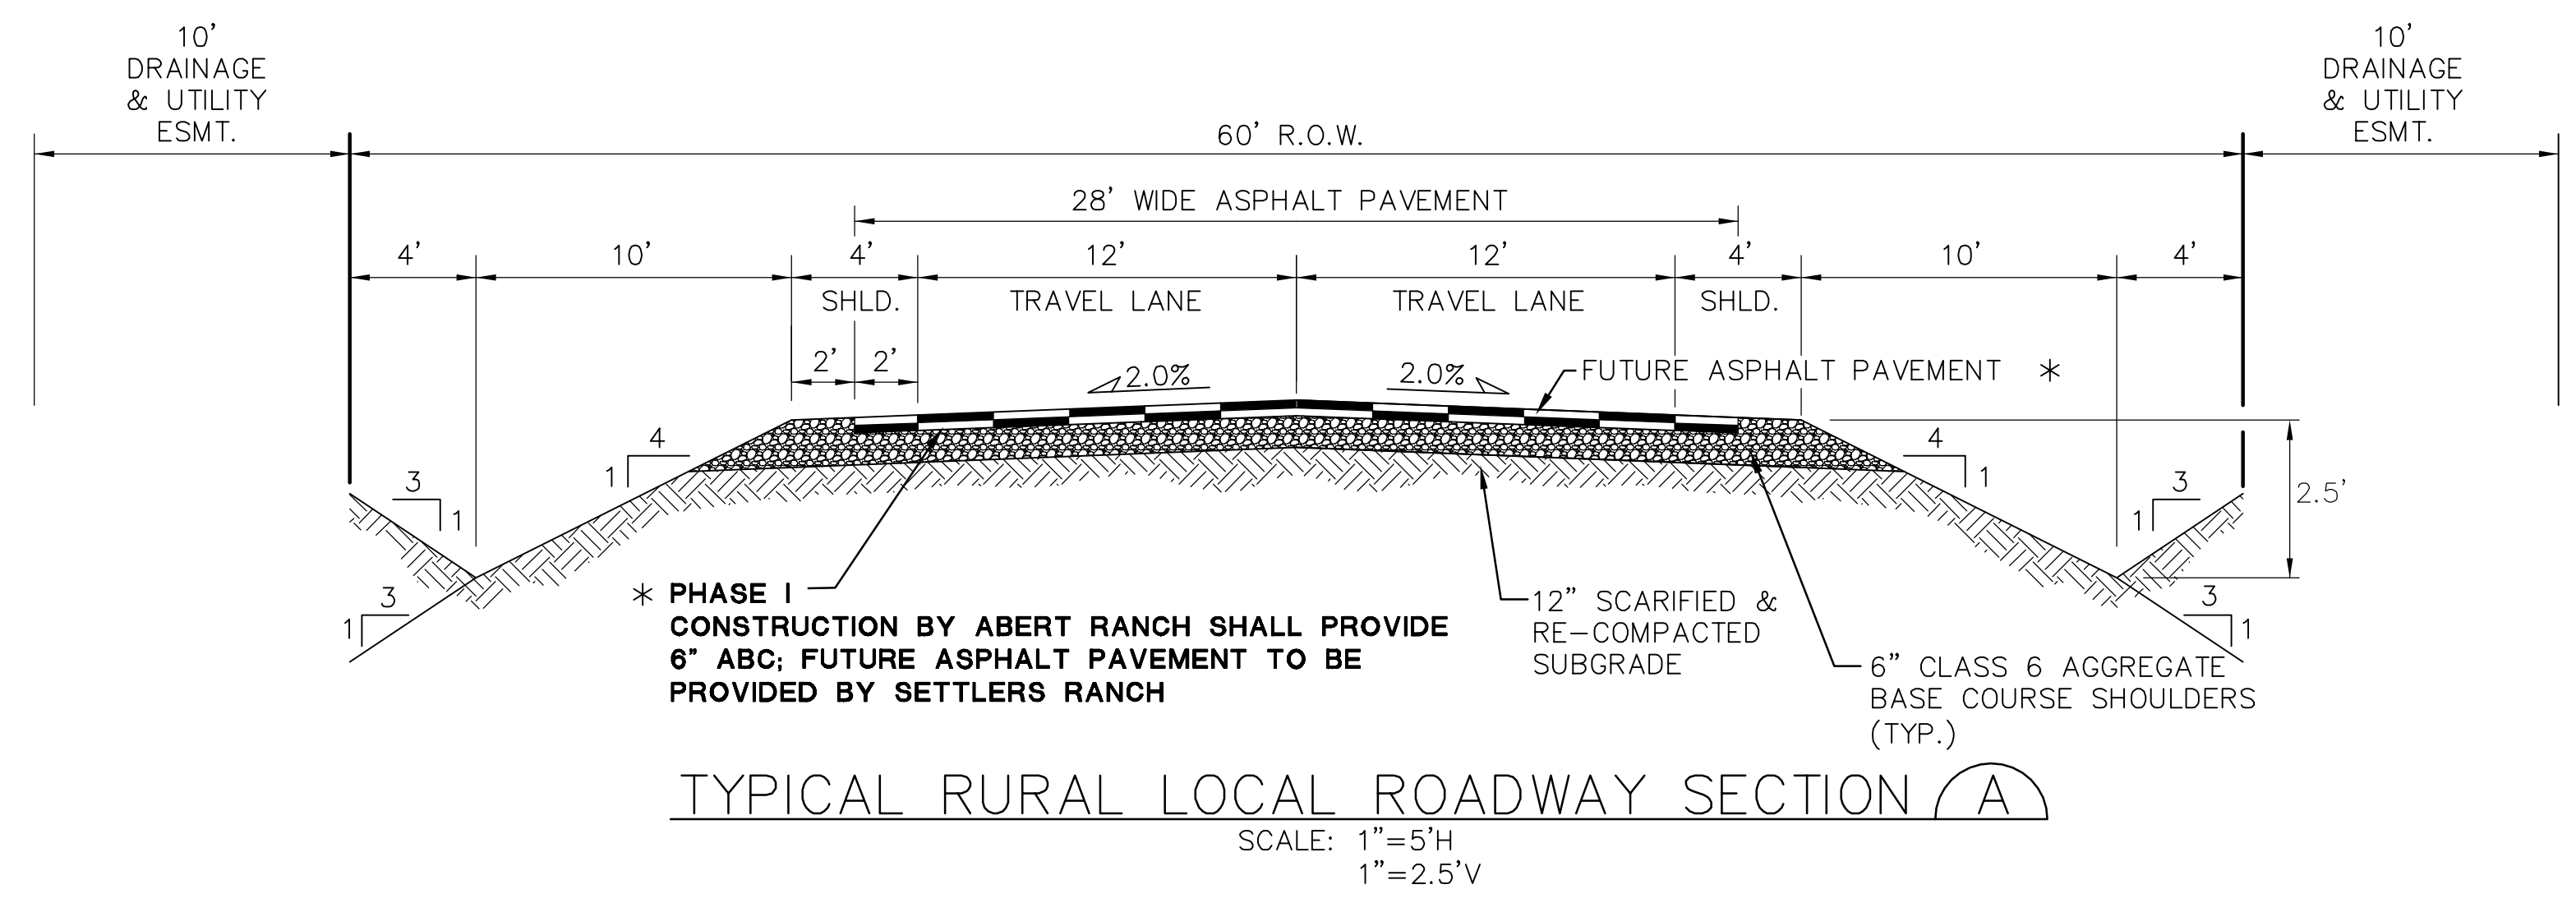 10'
DRAINAGE
& UTILITY
ESMT.
10'
DRAINAGE
& UTILITY
ESMT.
60' R.O.W.
28' WIDE ASPHALT PAVEMENT
4'
10'
4'
12'
12'
4'
10'
4'
SHLD.
TRAVEL LANE
TRAVEL LANE
SHLD.
2'
2'
2.0%
2.0%
FUTURE ASPHALT PAVEMENT *
4
1
4
1
3
1
3
1
2.5'
3
1
3
1
* PHASE I
CONSTRUCTION BY ABERT RANCH SHALL PROVIDE
6" ABC; FUTURE ASPHALT PAVEMENT TO BE
PROVIDED BY SETTLERS RANCH
12" SCARIFIED &
RE-COMPACTED
SUBGRADE
6" CLASS 6 AGGREGATE
BASE COURSE SHOULDERS
(TYP.)
TYPICAL RURAL LOCAL ROADWAY SECTION A
SCALE: 1"=5'H
1"=2.5'V